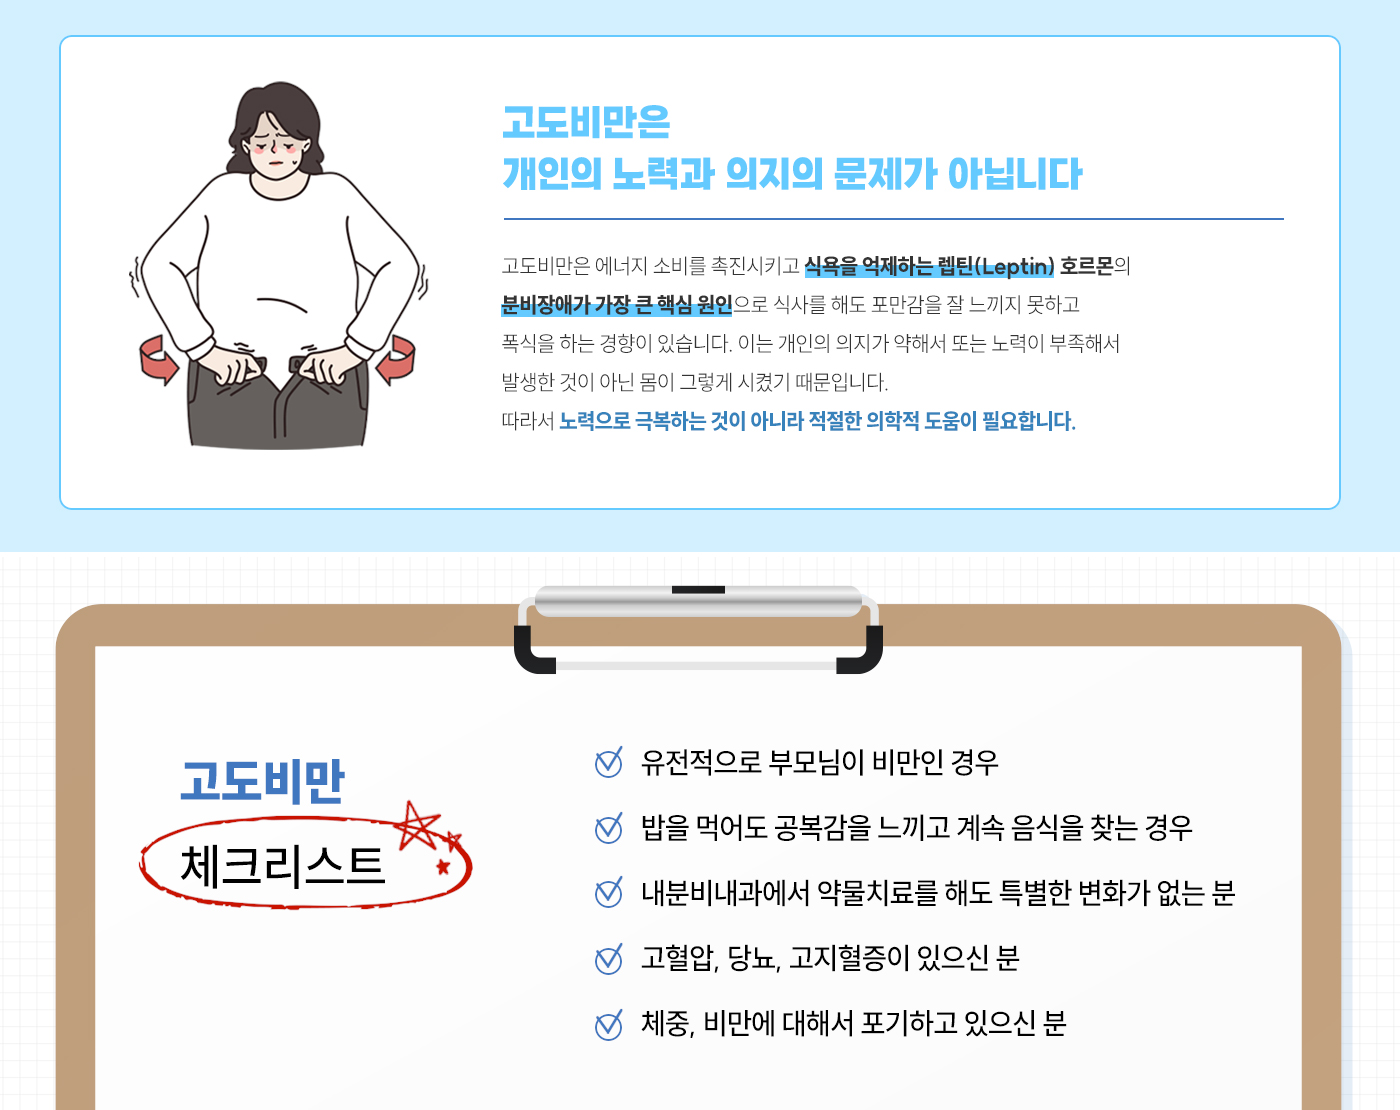 고도비만은
개인의 노력과 의지의 문제가 아닙니다
고도비만은 에너지 소비를 촉진시키고 식욕을 억제하는 렙틴(Leptin) 호르몬의
분비장애가 가장 큰 핵심 원인으로 식사를 해도 포만감을 잘 느끼지 못하고
폭식을 하는 경향이 있습니다. 이는 개인의 의지가 약해서 또는 노력이 부족해서
발생한 것이 아닌 몸이 그렇게 시켰기 때문입니다.
따라서 노력으로 극복하는 것이 아니라 적절한 의학적 도움이 필요합니다.
고도비만
체크리스트
유전적으로 부모님이 비만인 경우
밥을 먹어도 공복감을 느끼고 계속 음식을 찾는 경우
내분비내과에서 약물치료를 해도 특별한 변화가 없는 분
고혈압, 당뇨, 고지혈증이 있으신 분
체중, 비만에 대해서 포기하고 있으신 분